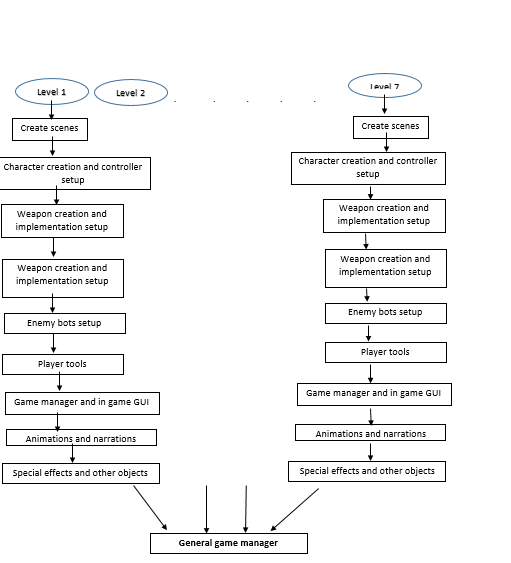 Level 1
Level 2
. . . . .
Level 7
Create scenes
Character creation and controller
setup
Weapon creation and
implementation setup
Weapon creation and
implementation setup
Enemy bots setup
Player tools
Game manager and in game GUI
Animations and narrations
Special effects and other objects
Create scenes
Character creation and controller
setup
Weapon creation and
implementation setup
Weapon creation and
implementation setup
Enemy bots setup
Player tools
Game manager and in game GUI
Animations and narrations
Special effects and other objects
General game manager